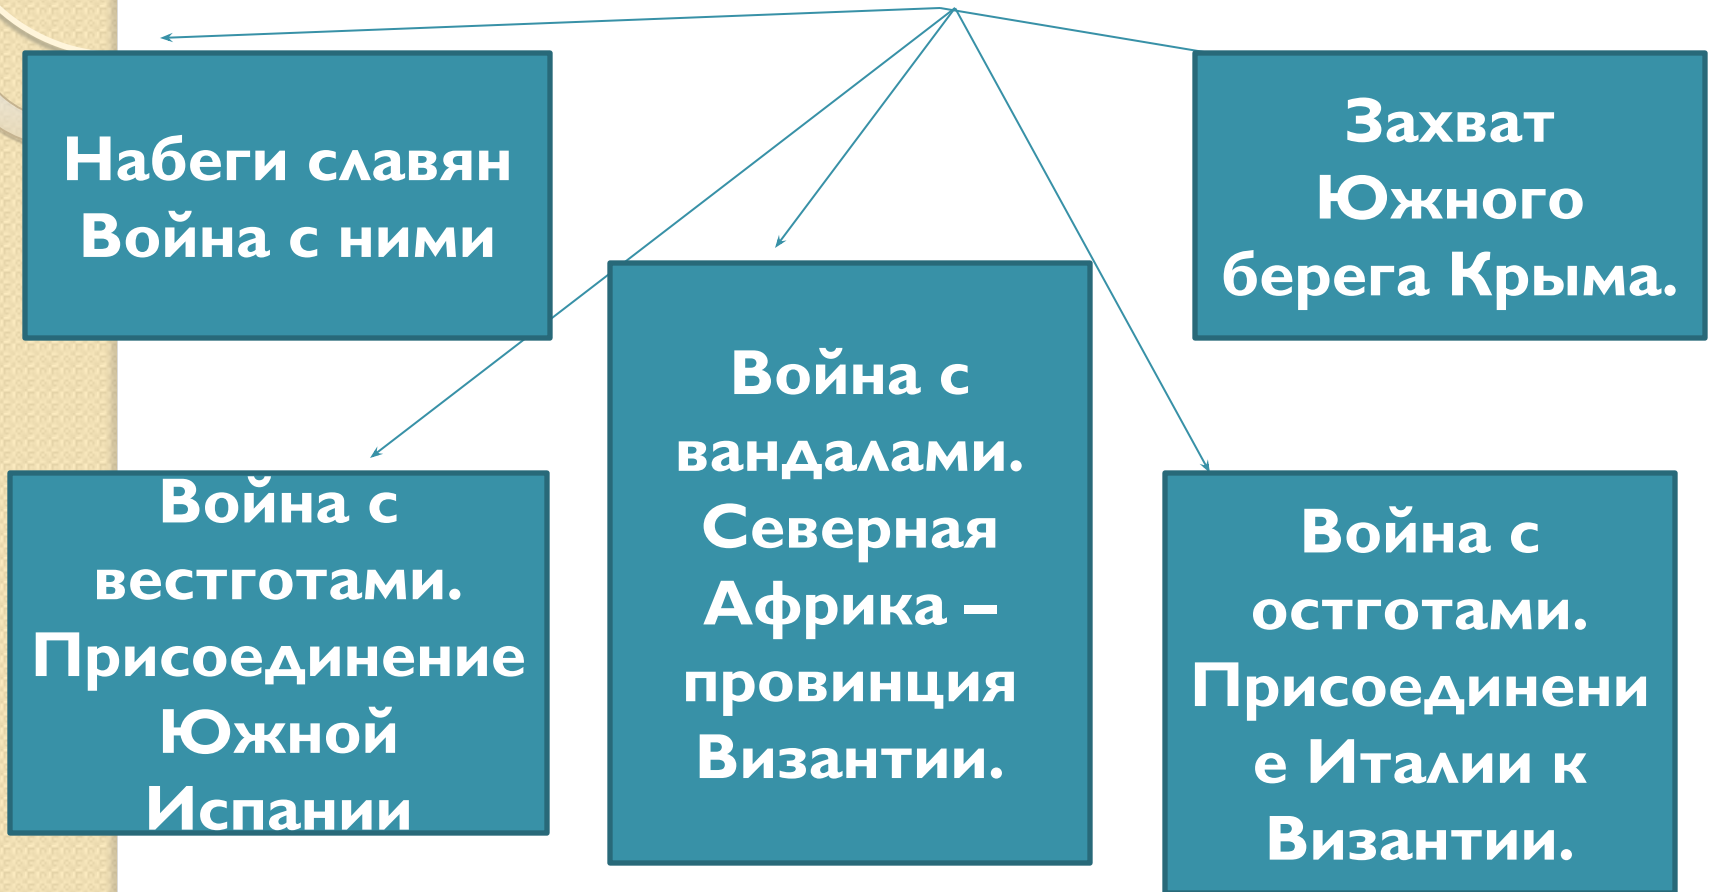 Набеги славян
Война с ними
Захват
Южного
берега Крыма.
Война с
вестготами.
Присоединение
Южной
Испании
Война с
вандалами.
Северная
Африка –
провинция
Византии.
Война с
остготами.
Присоединени
е Италии к
Византии.